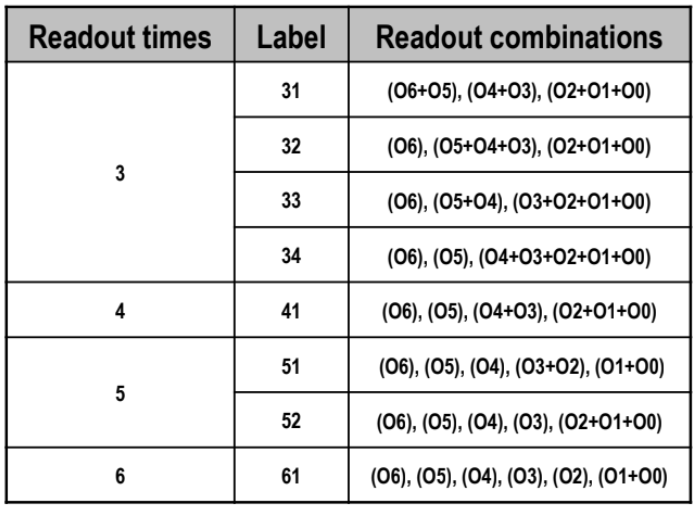 Readout times Label Readout combinations
3
31 (O6+O5), (O4+O3), (O2+O1+O0)
32 (O6), (O5+O4+O3), (O2+O1+O0)
33 (O6), (O5+O4), (O3+O2+O1+O0)
34 (O6), (O5), (O4+O3+O2+O1+O0)
4 41 (O6), (O5), (O4+O3), (O2+O1+O0)
5
51 (O6), (O5), (O4), (O3+O2), (O1+O0)
52 (O6), (O5), (O4), (O3), (O2+O1+O0)
6 61 (O6), (O5), (O4), (O3), (O2), (O1+O0)